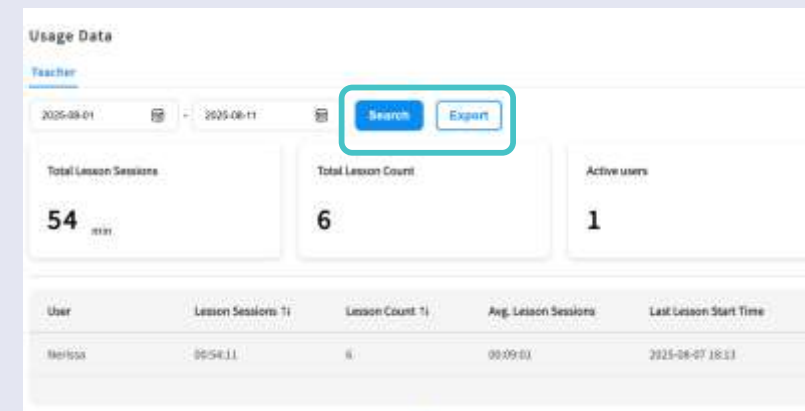 Usage Data
Teacher
2025-08-01 - 2025-08-11 Search Export
Total Lesson Sessions Total Lesson Count Active users
54 min 6 1
User Lesson Sessions ↑↓ Lesson Count ↑↓ Avg. Lesson Sessions Last Lesson Start Time
Nerissa 00:54:11 6 00:09:01 2025-08-07 18:13